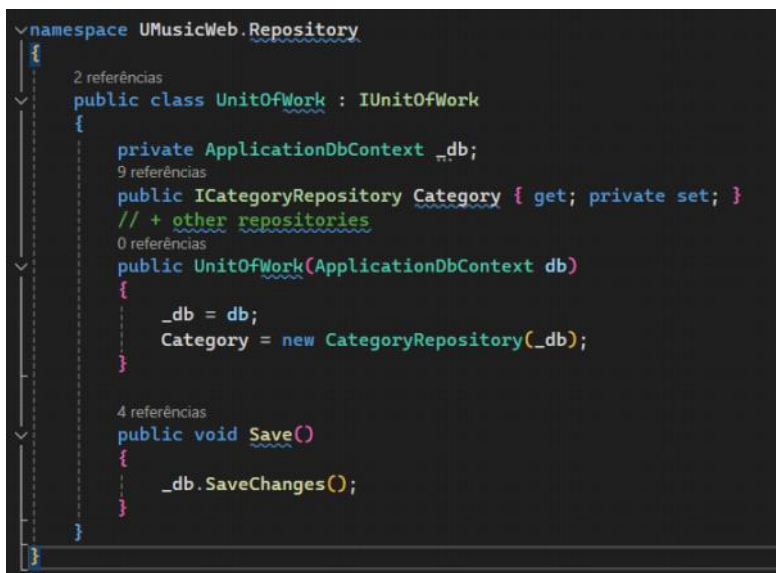 namespace UMusicWeb.Repository
{
2 referências
public class UnitOfWork : IUnitOfWork
{
private ApplicationDbContext _db;
9 referências
public ICategoryRepository Category { get; private set; }
// + other repositories
0 referências
public UnitOfWork(ApplicationDbContext db)
{
_db = db;
Category = new CategoryRepository(_db);
}
4 referências
public void Save()
{
_db.SaveChanges();
}
}
}